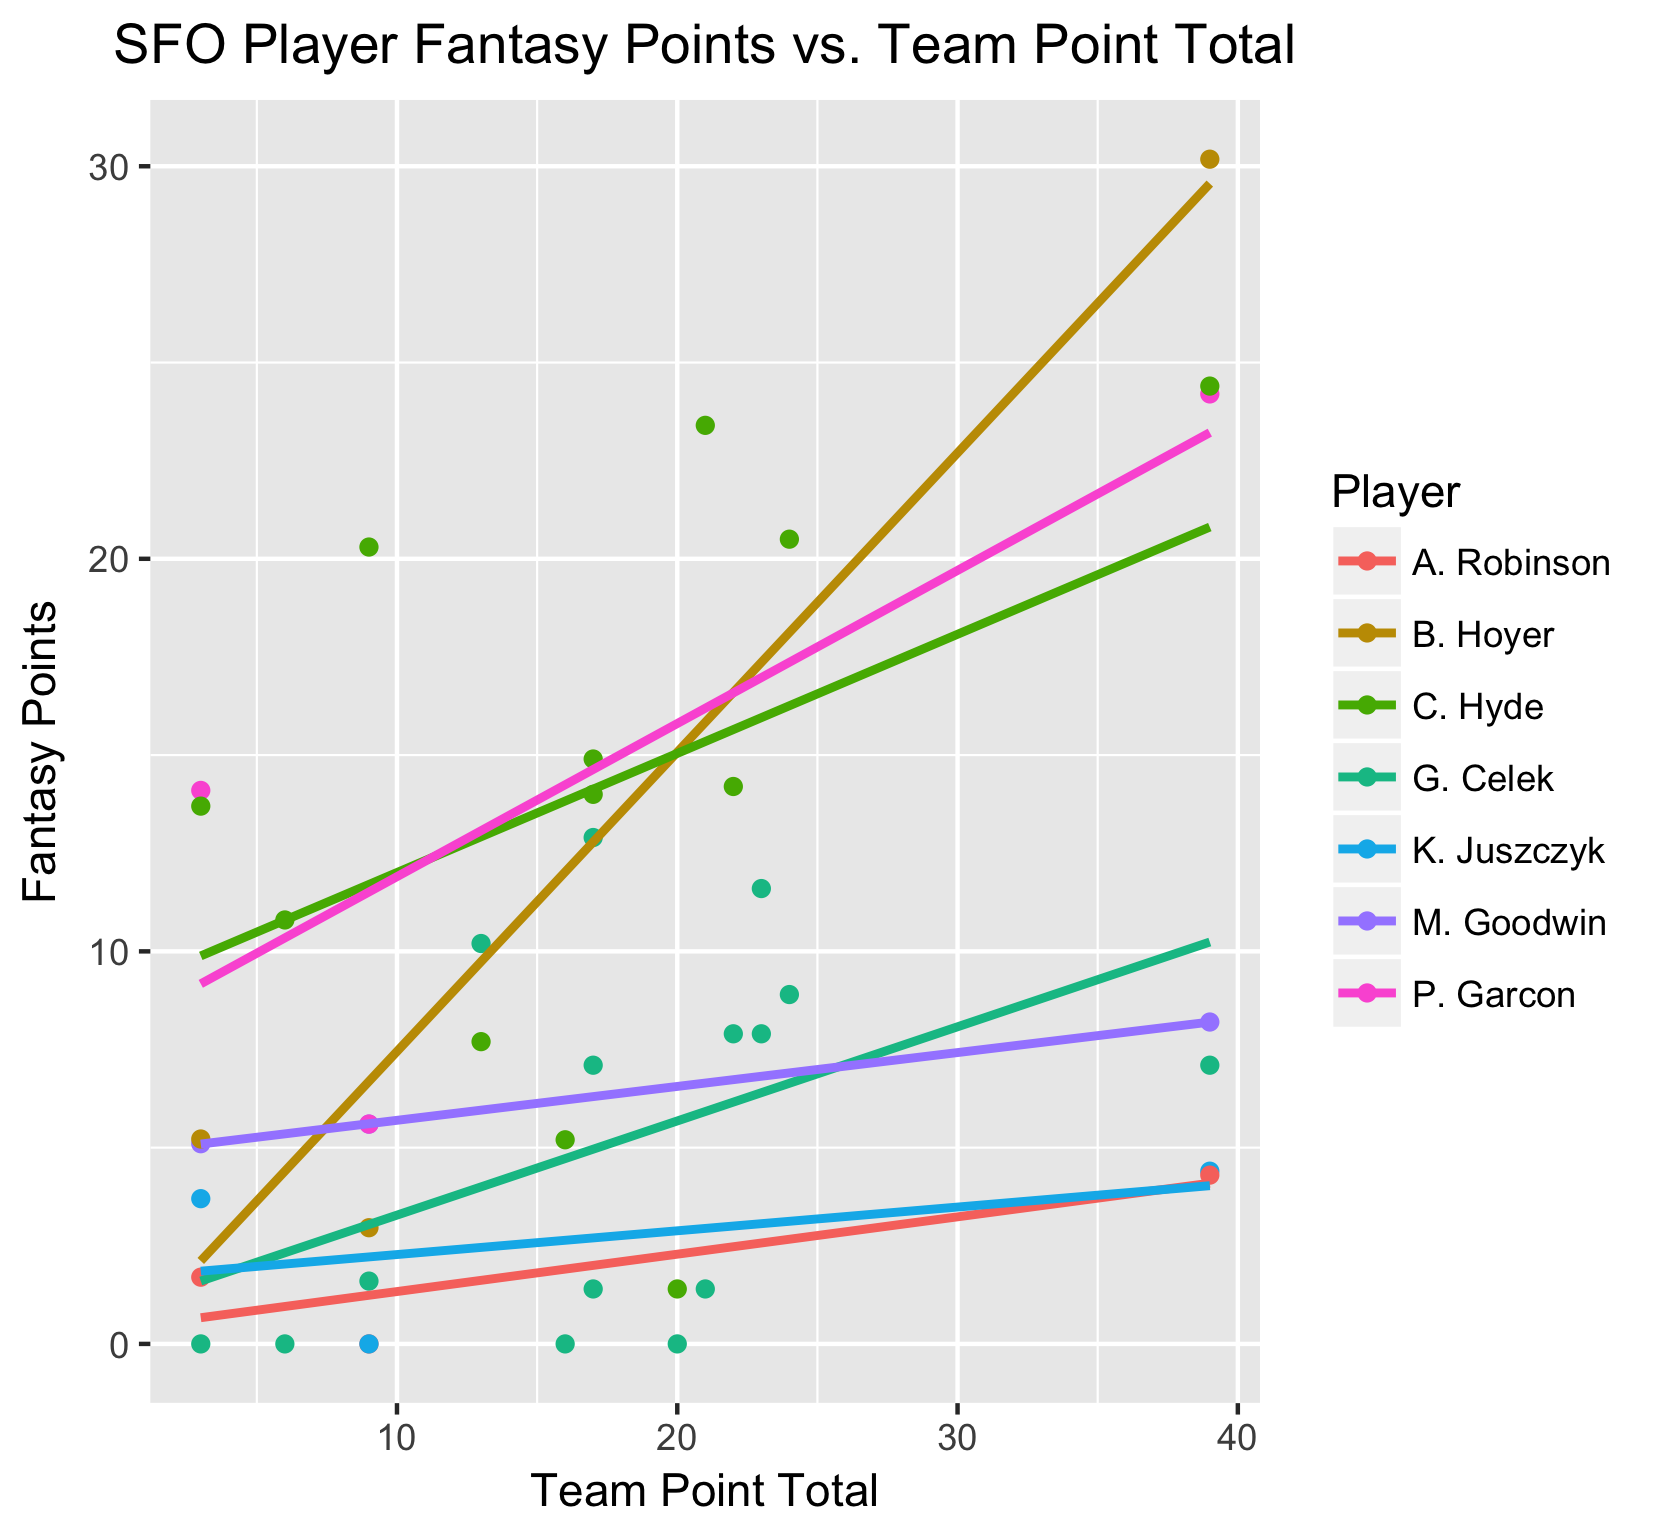 SFO Player Fantasy Points vs. Team Point Total
30
20
10
0
Fantasy Points
10
20
30
40
Team Point Total
Player
A. Robinson
B. Hoyer
C. Hyde
G. Celek
K. Juszczyk
M. Goodwin
P. Garcon